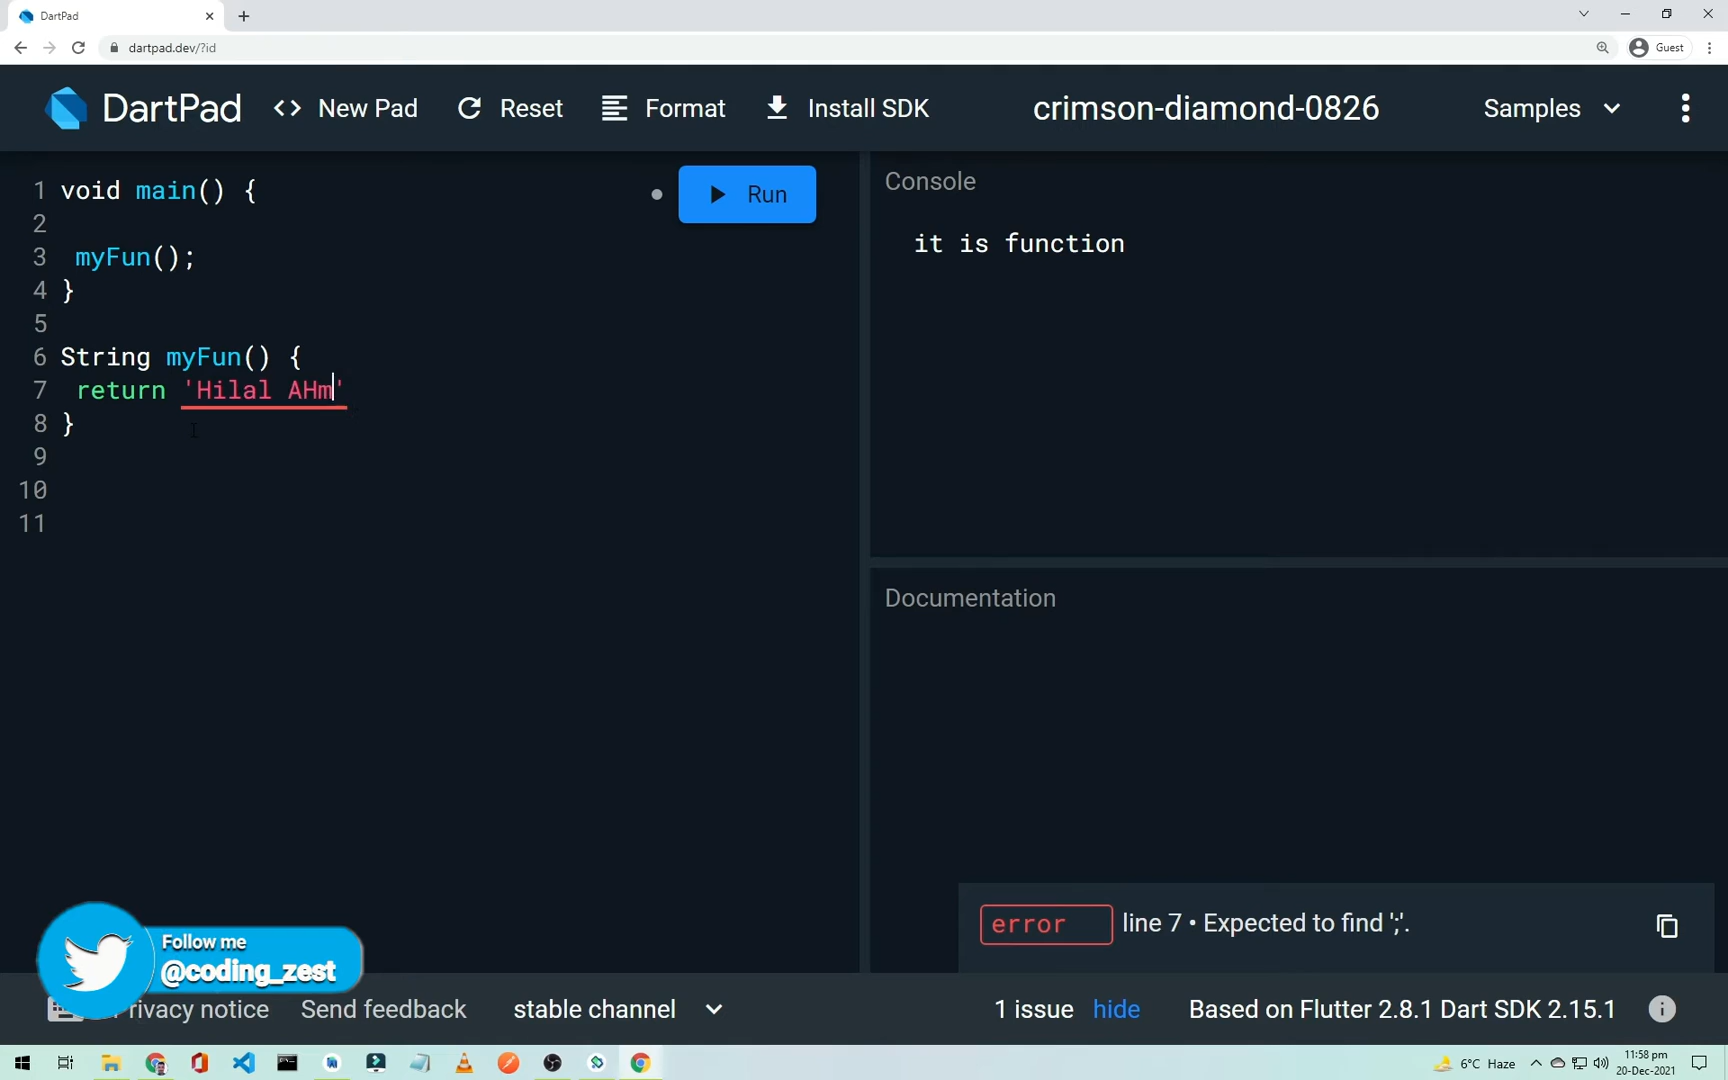 DartPad
dartpad.dev/?id
Guest
DartPad
<> New Pad
Reset
Format
Install SDK
crimson-diamond-0826
Samples
1 void main() {
2
3 myFun();
4 }
5
6 String myFun() {
7 return 'Hilal AHm'
8 }
9
10
11
Run
Console
it is function
Documentation
error line 7 • Expected to find ';'.
Follow me
@coding_zest
Privacy notice
Send feedback
stable channel
1 issue
hide
Based on Flutter 2.8.1 Dart SDK 2.15.1
6°C Haze
11:58 pm
20-Dec-2021